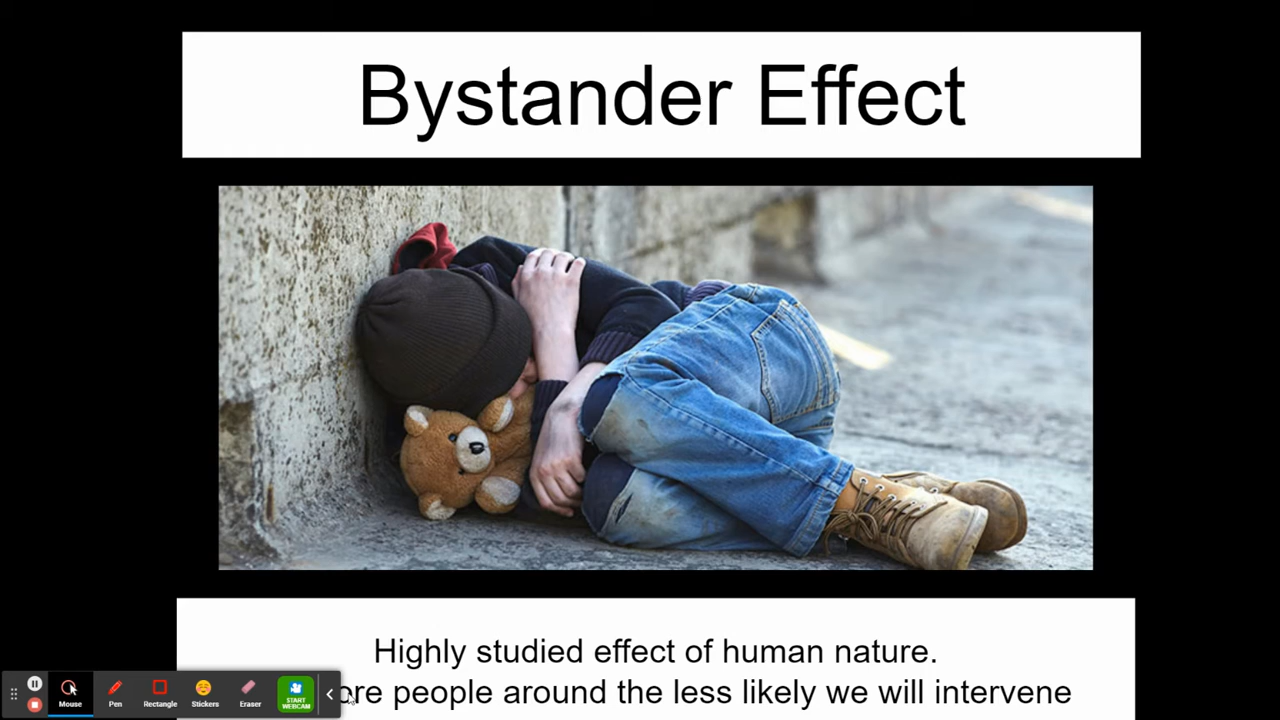 Bystander Effect
Highly studied effect of human nature.
people around the less likely we will intervene
Mouse
Pen
Rectangle
Stickers
Eraser
START
WEBCAM